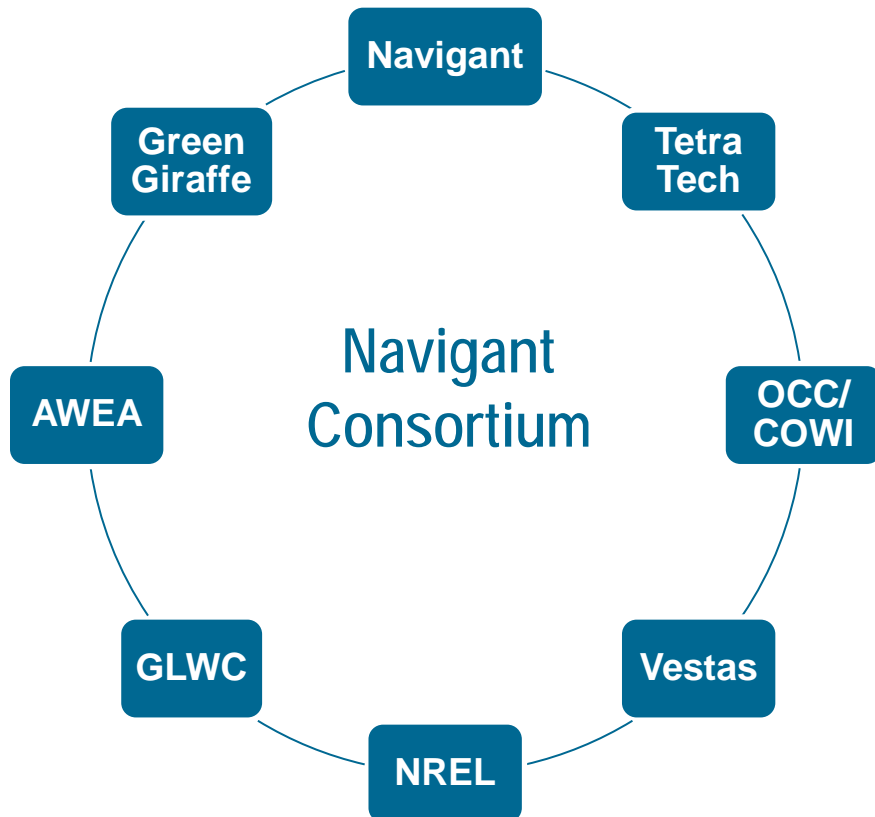 Navigant
Green
Giraffe
Tetra
Tech
Navigant
Consortium
AWEA
OCC/
COWI
GLWC
Vestas
NREL